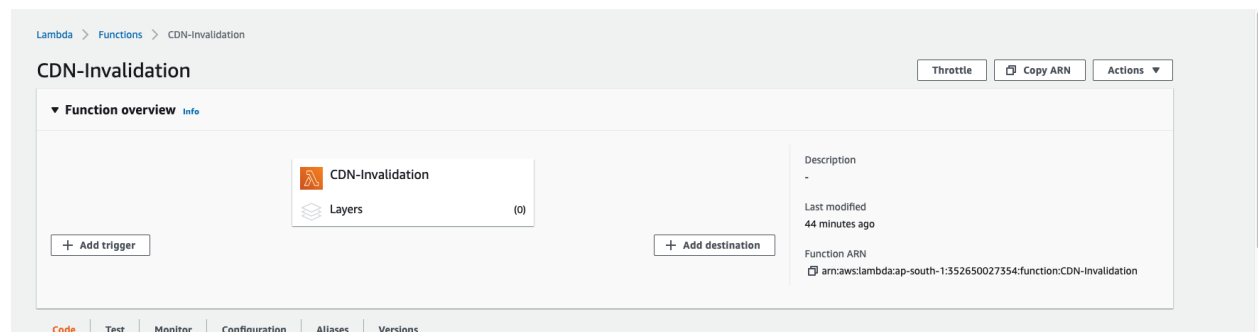 Lambda > Functions > CDN-Invalidation
CDN-Invalidation
Throttle
Copy ARN
Actions
Function overview Info
CDN-Invalidation
Layers (0)
+ Add trigger
+ Add destination
Description
-
Last modified
44 minutes ago
Function ARN
arn:aws:lambda:ap-south-1:352650027354:function:CDN-Invalidation
Code Test Monitor Configuration Aliases Versions